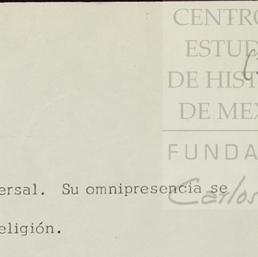 CENTRO
ESTUD
DE HIST
DE MEX
FUNDA
Carlos
ersal. Su omnipresencia se
eligión.